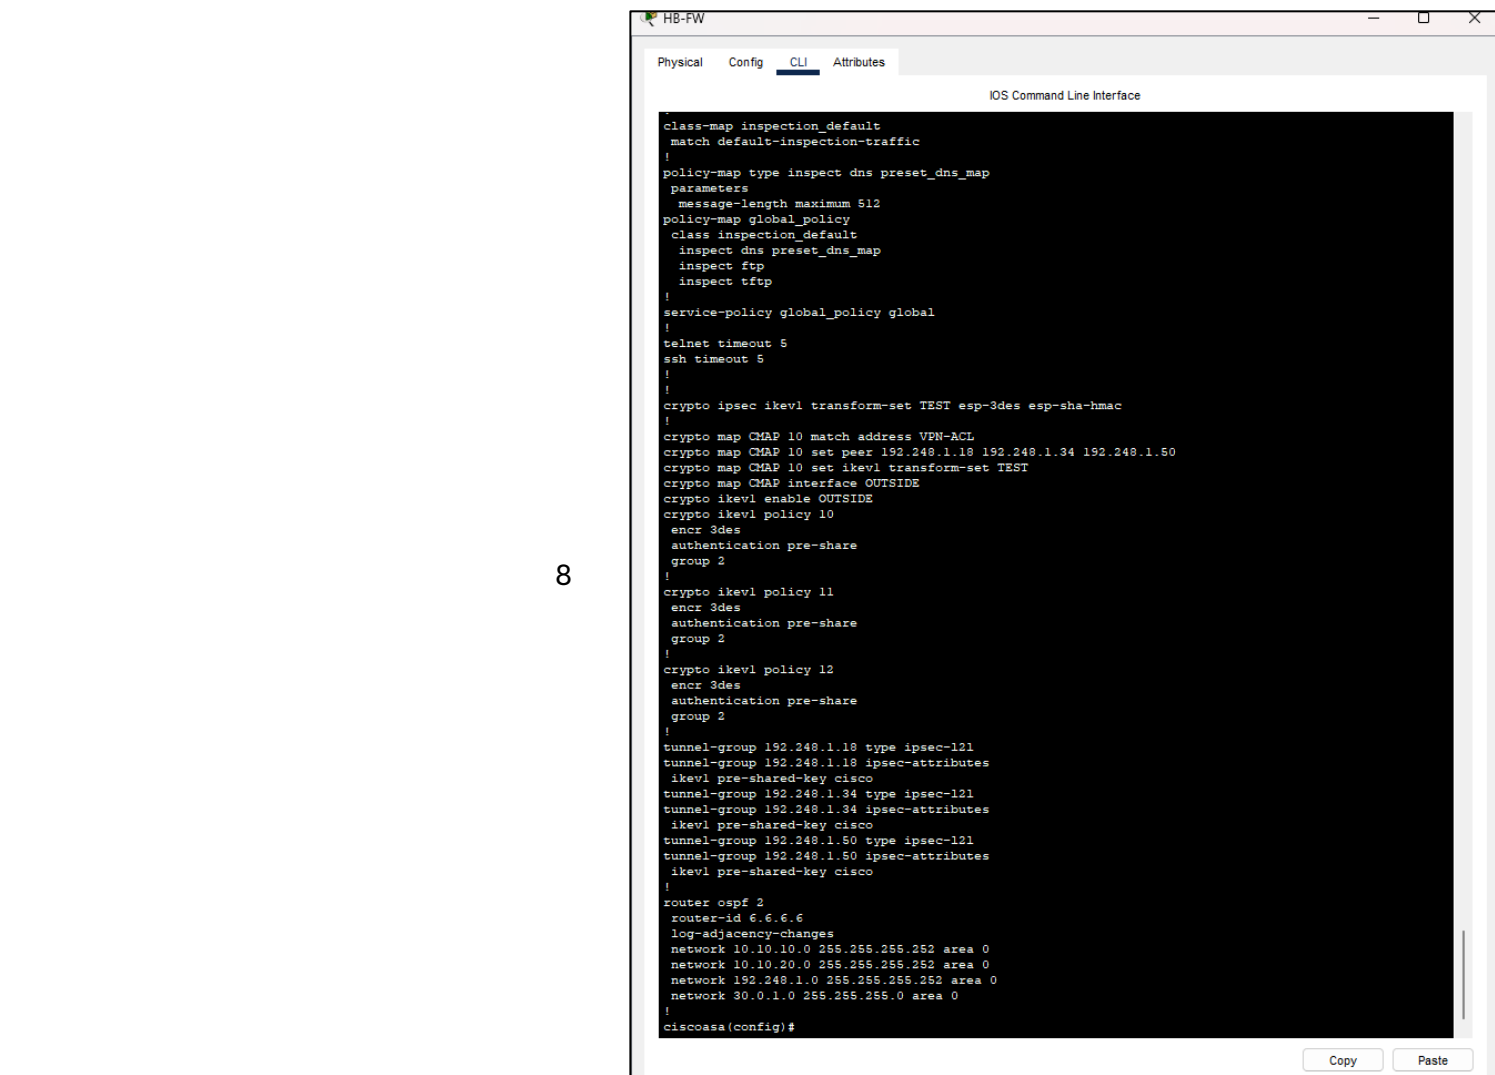 HB-FW
Physical Config CLI Attributes
IOS Command Line Interface
!
class-map inspection_default
 match default-inspection-traffic
!
policy-map type inspect dns preset_dns_map
 parameters
  message-length maximum 512
policy-map global_policy
 class inspection_default
  inspect dns preset_dns_map
  inspect ftp
  inspect tftp
!
service-policy global_policy global
!
telnet timeout 5
ssh timeout 5
!
!
crypto ipsec ikev1 transform-set TEST esp-3des esp-sha-hmac
!
crypto map CMAP 10 match address VPN-ACL
crypto map CMAP 10 set peer 192.248.1.18 192.248.1.34 192.248.1.50
crypto map CMAP 10 set ikev1 transform-set TEST
crypto map CMAP interface OUTSIDE
crypto ikev1 enable OUTSIDE
crypto ikev1 policy 10
 encr 3des
 authentication pre-share
 group 2
!
crypto ikev1 policy 11
 encr 3des
 authentication pre-share
 group 2
!
crypto ikev1 policy 12
 encr 3des
 authentication pre-share
 group 2
!
tunnel-group 192.248.1.18 type ipsec-l2l
tunnel-group 192.248.1.18 ipsec-attributes
 ikev1 pre-shared-key cisco
tunnel-group 192.248.1.34 type ipsec-l2l
tunnel-group 192.248.1.34 ipsec-attributes
 ikev1 pre-shared-key cisco
tunnel-group 192.248.1.50 type ipsec-l2l
tunnel-group 192.248.1.50 ipsec-attributes
 ikev1 pre-shared-key cisco
!
router ospf 2
 router-id 6.6.6.6
 log-adjacency-changes
 network 10.10.10.0 255.255.255.252 area 0
 network 10.10.20.0 255.255.255.252 area 0
 network 192.248.1.0 255.255.255.252 area 0
 network 30.0.1.0 255.255.255.0 area 0
!
ciscoasa(config)#
Copy Paste
8